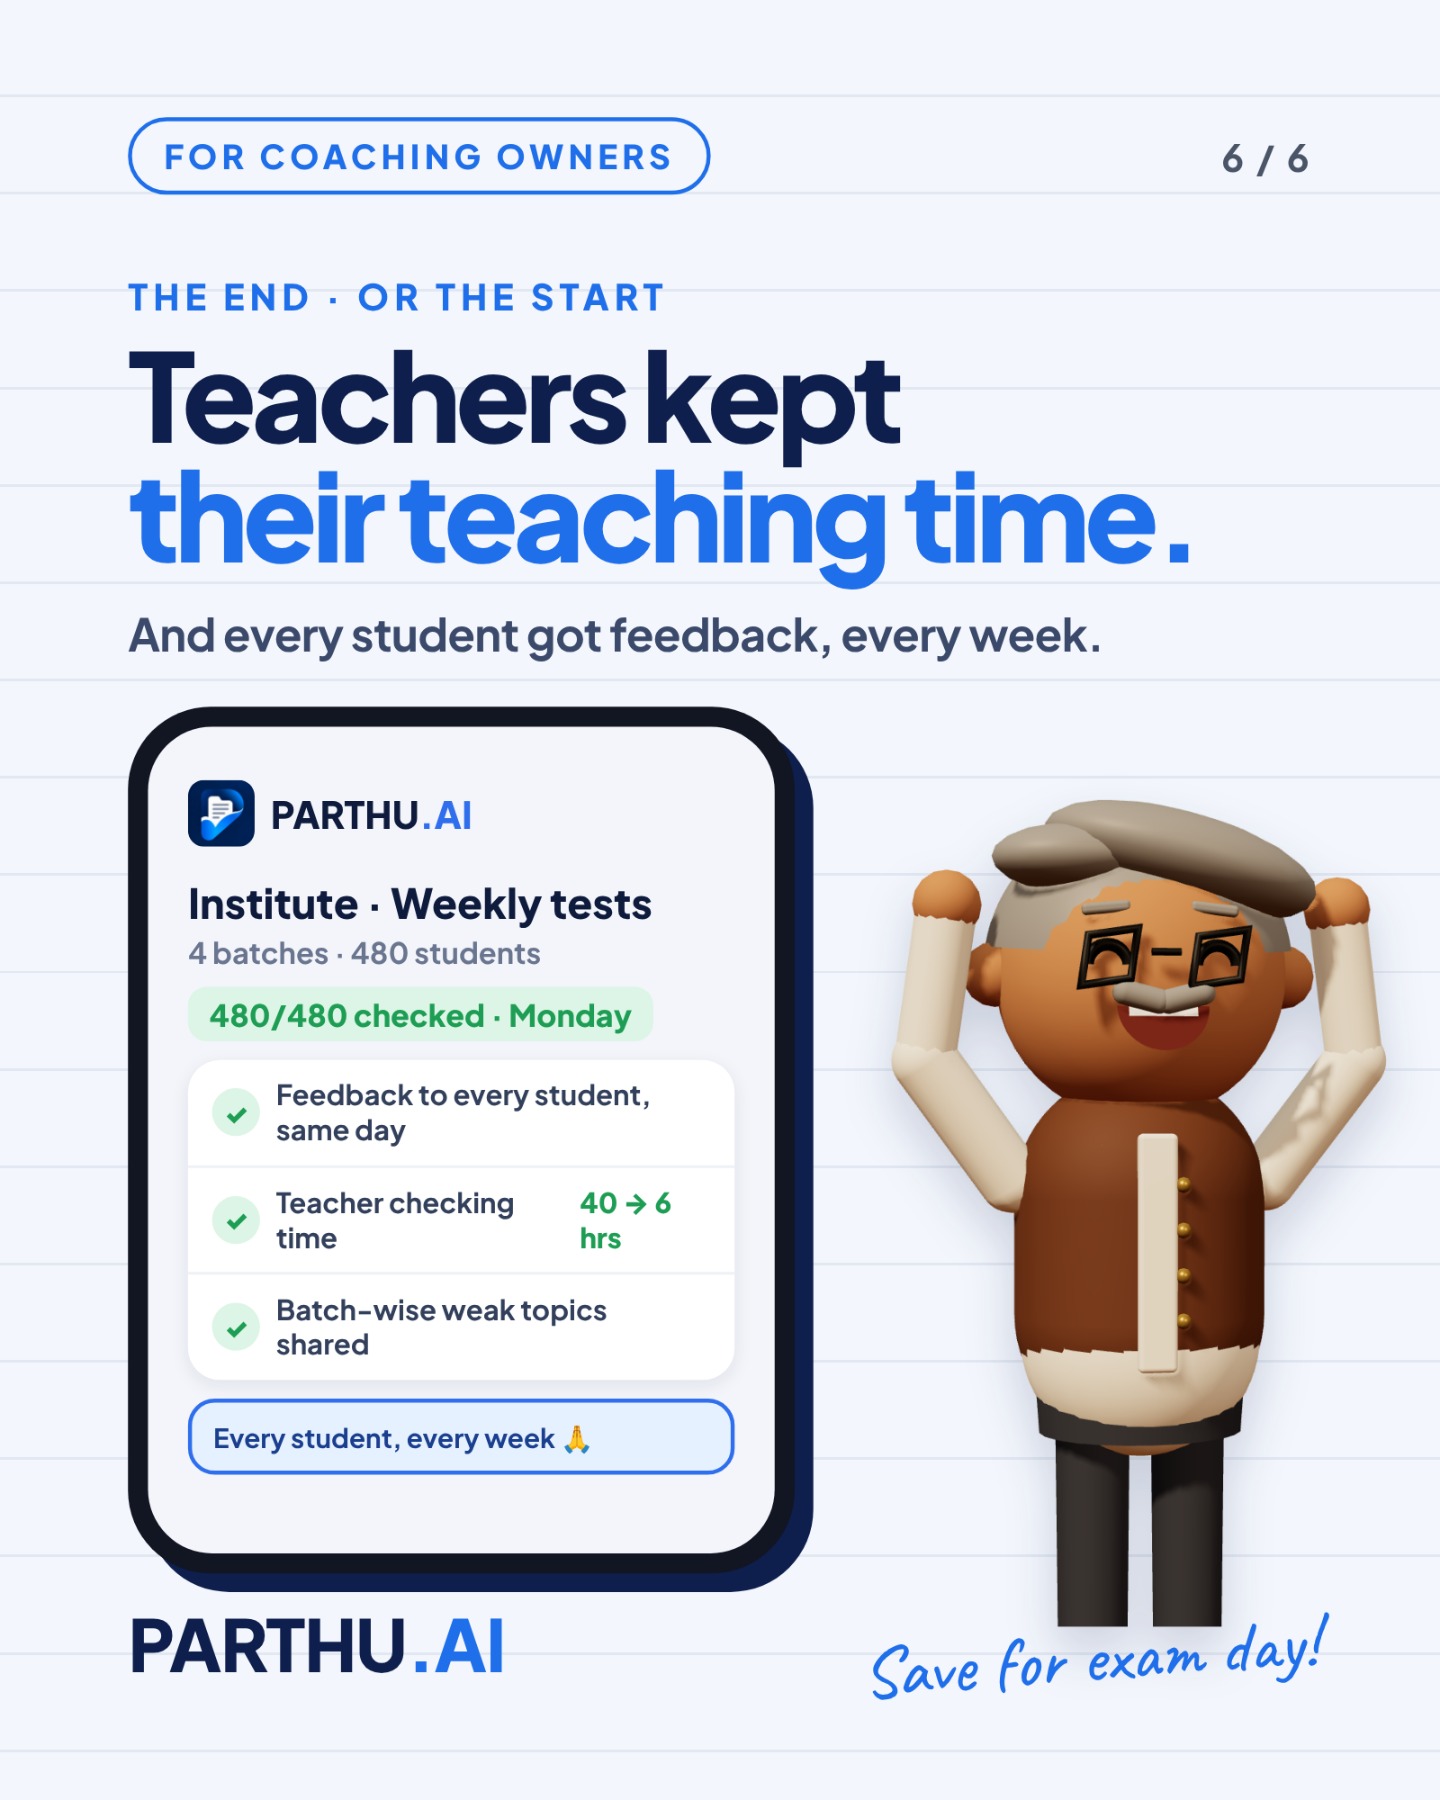 FOR COACHING OWNERS
6 / 6
THE END · OR THE START
Teachers kept
their teaching time.
And every student got feedback, every week.
PARTHU.AI
Institute · Weekly tests
4 batches · 480 students
480/480 checked · Monday
Feedback to every student,
same day
Teacher checking
time
40 → 6
hrs
Batch-wise weak topics
shared
Every student, every week 🙏
PARTHU.AI
Save for exam day!